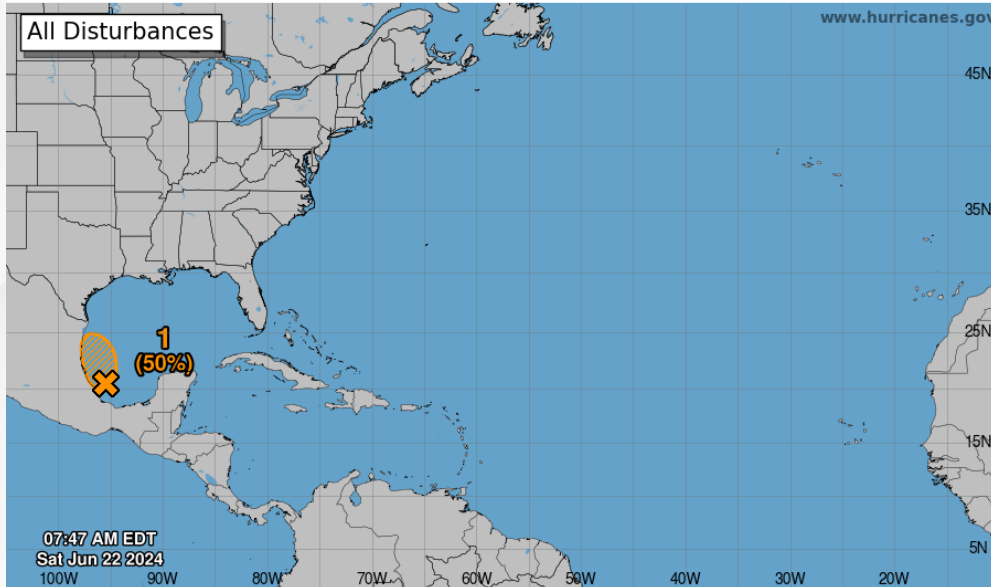 All Disturbances
www.hurricanes.gov
45N
35N
25N
1
(50%)
15N
07:47 AM EDT
Sat Jun 22 2024
5N
100W
90W
80W
70W
60W
50W
40W
30W
20W